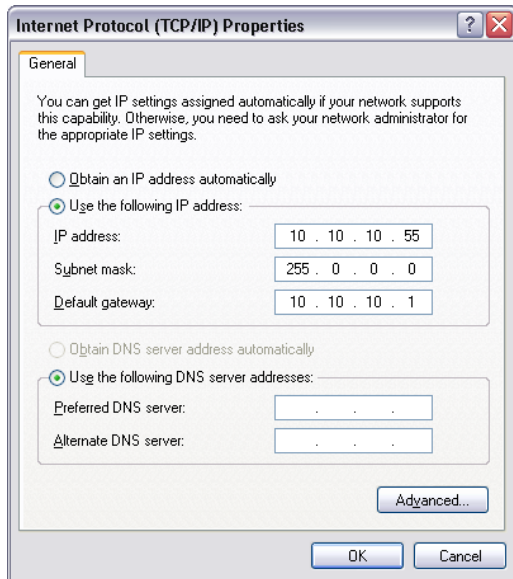 Internet Protocol (TCP/IP) Properties
General
You can get IP settings assigned automatically if your network supports
this capability. Otherwise, you need to ask your network administrator for
the appropriate IP settings.
Obtain an IP address automatically
Use the following IP address:
IP address: 10 . 10 . 10 . 55
Subnet mask: 255 . 0 . 0 . 0
Default gateway: 10 . 10 . 10 . 1
Obtain DNS server address automatically
Use the following DNS server addresses:
Preferred DNS server: . . .
Alternate DNS server: . . .
Advanced...
OK Cancel